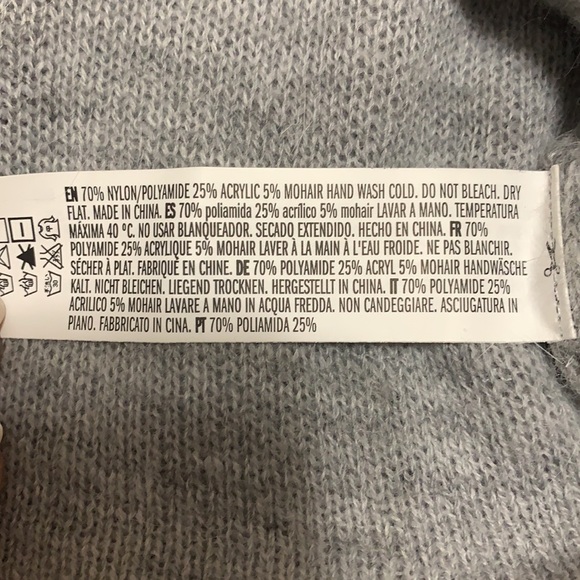 EN 70% NYLON/POLYAMIDE 25% ACRYLIC 5% MOHAIR HAND WASH COLD. DO NOT BLEACH. DRY
FLAT. MADE IN CHINA. ES 70% poliamida 25% acrílico 5% mohair LAVAR A MANO. TEMPERATURA
MÁXIMA 40 ºC. NO USAR BLANQUEADOR. SECADO EXTENDIDO. HECHO EN CHINA. FR 70%
POLYAMIDE 25% ACRYLIQUE 5% MOHAIR LAVER À LA MAIN À L'EAU FROIDE. NE PAS BLANCHIR.
SÉCHER À PLAT. FABRIQUÉ EN CHINE. DE 70% POLYAMIDE 25% ACRYL 5% MOHAIR HANDWÄSCHE
KALT. NICHT BLEICHEN. LIEGEND TROCKNEN. HERGESTELLT IN CHINA. IT 70% POLYAMIDE 25%
ACRILICO 5% MOHAIR LAVARE A MANO IN ACQUA FREDDA. NON CANDEGGIARE. ASCIUGATURA IN
PIANO. FABBRICATO IN CINA. PT 70% POLIAMIDA 25%